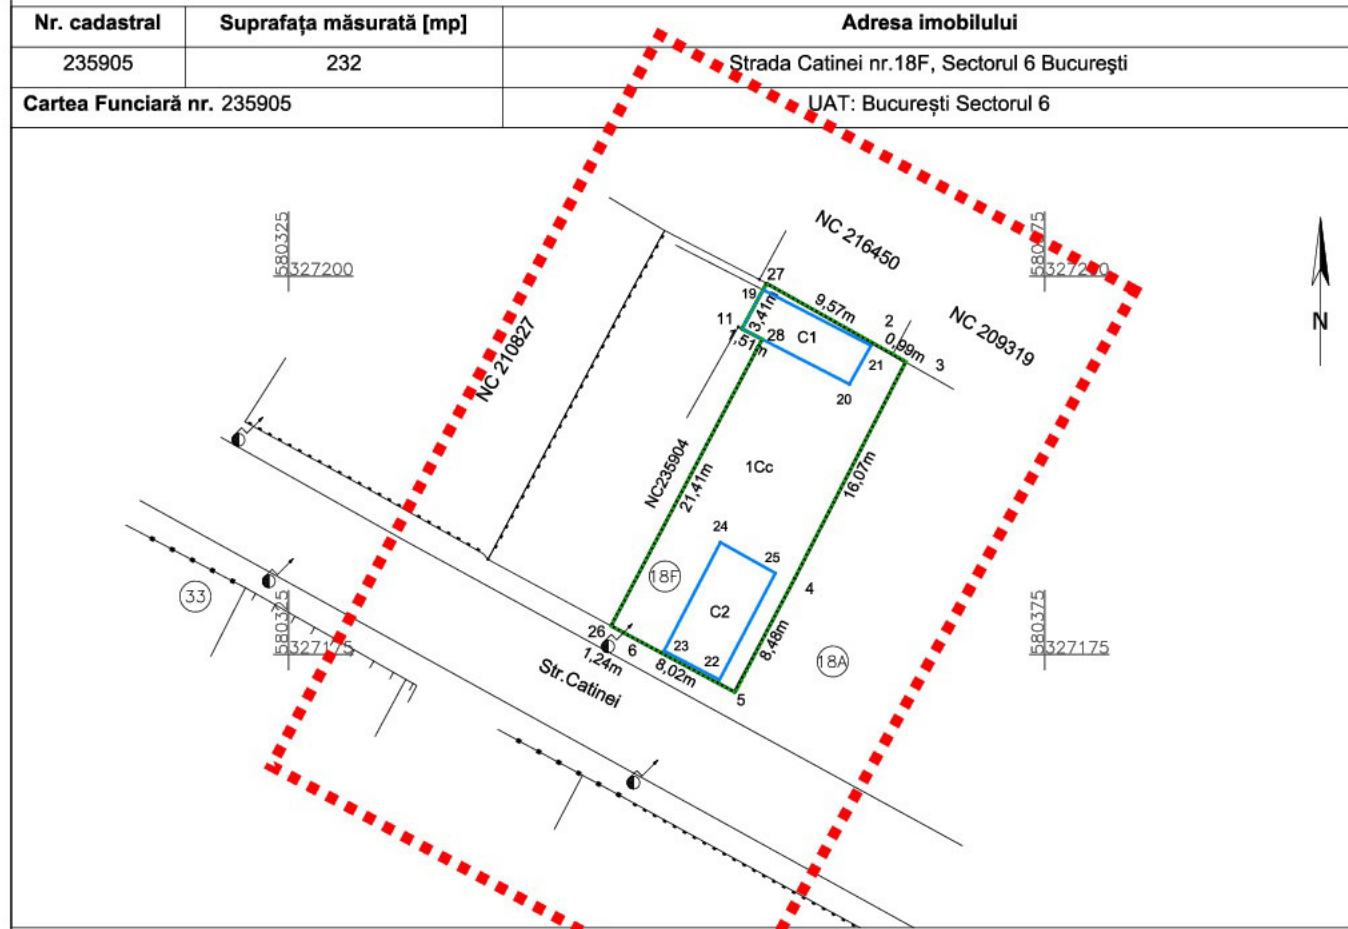 Nr. cadastral Suprafața măsurată [mp] Adresa imobilului
235905 232 Strada Catinei nr.18F, Sectorul 6 Bucureşti
Cartea Funciară nr. 235905 UAT: București Sectorul 6
580325
327200
580375
327200
NC 216450
27
19
9,57m
2
NC 209319
11
3,41m
28
C1
0,99m
21
3
N
1,51m
20
NC 210827
NC235904
21,41m
1Cc
16,07m
24
25
18F
4
33
C2
580325
327175
580375
327175
26
6
23
22
8,48m
18A
1,24m
8,02m
5
Str.Catinei